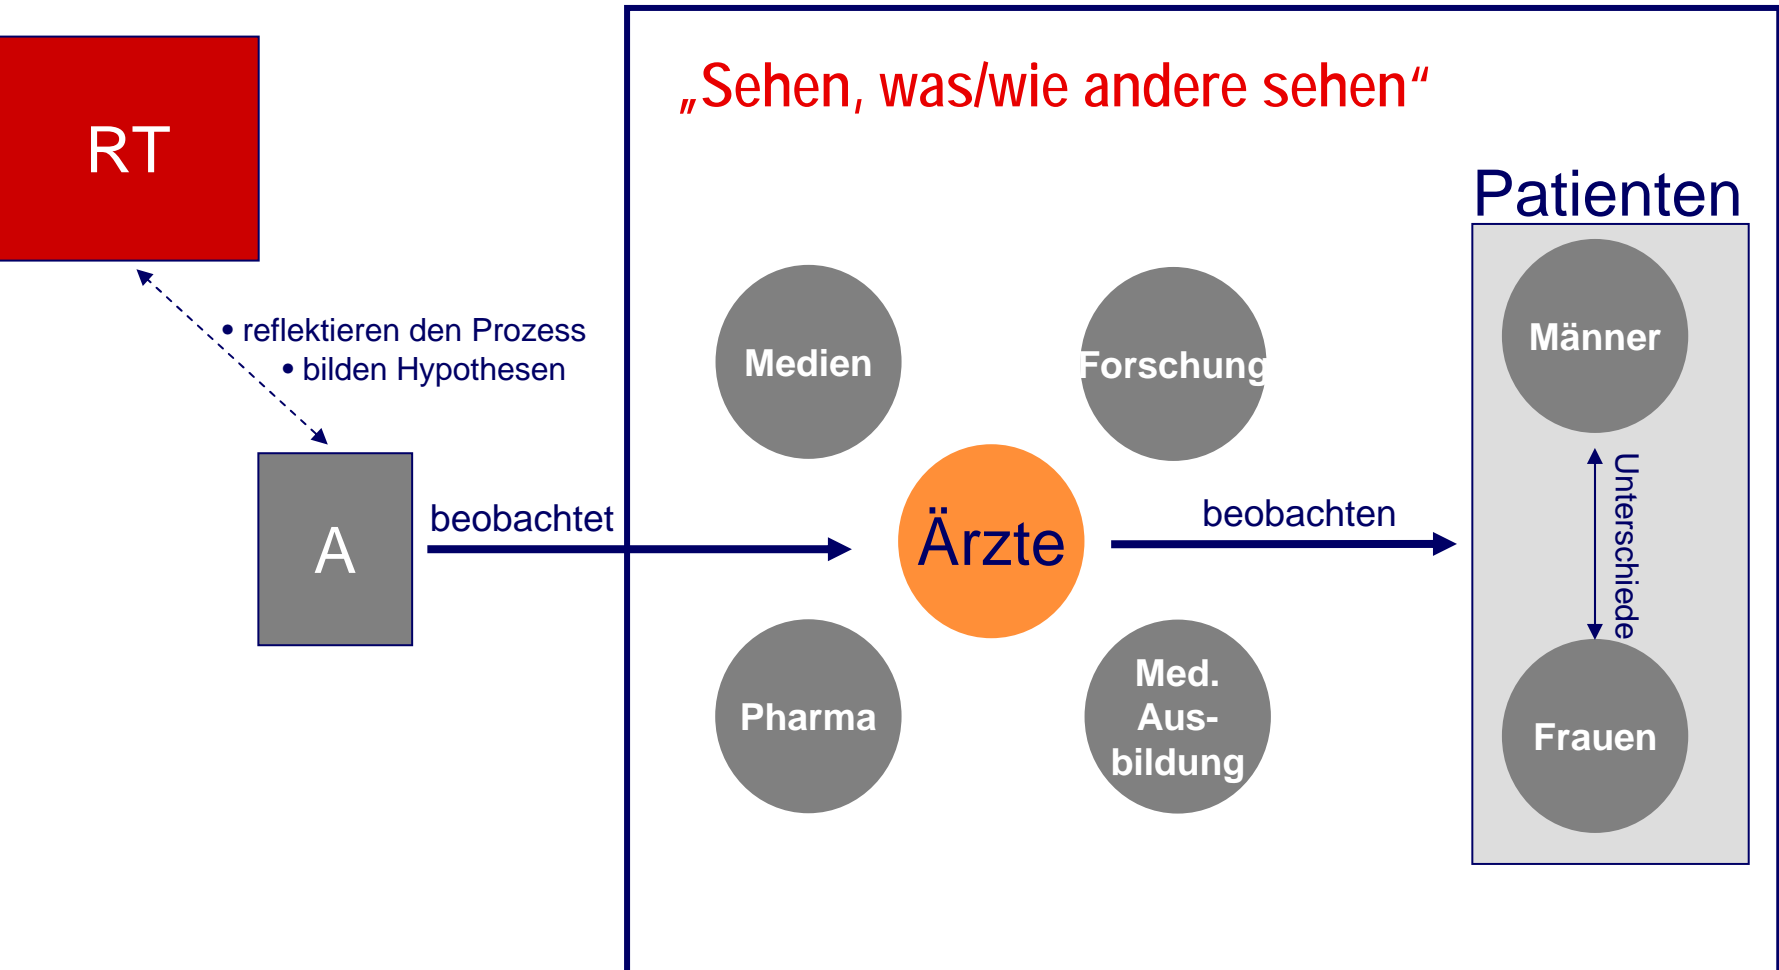 „Sehen, was/wie andere sehen“
RT
Patienten
• reflektieren den Prozess
• bilden Hypothesen
Medien
Forschung
Männer
A
beobachtet
Ärzte
beobachten
Unterschiede
Pharma
Med.
Aus-
bildung
Frauen